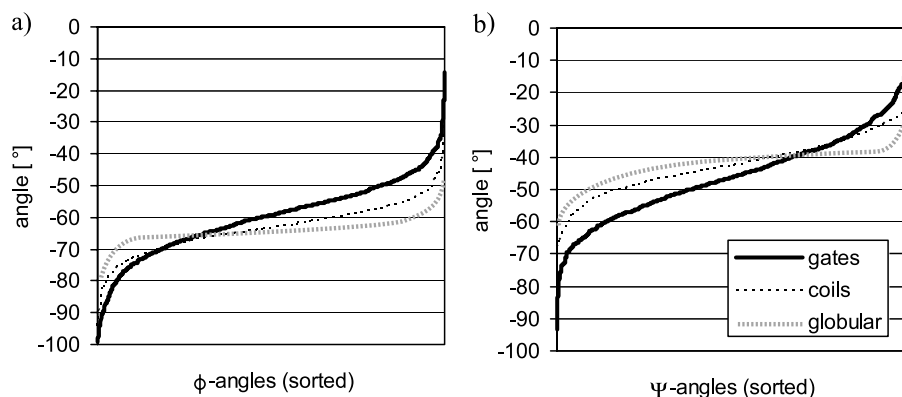 a)
0
-10
-20
-30
-40
-50
-60
-70
-80
-90
-100
angle [ °]
ϕ-angles (sorted)
b)
0
-10
-20
-30
-40
-50
-60
-70
-80
-90
-100
angle [ °]
Ψ-angles (sorted)
gates
coils
globular